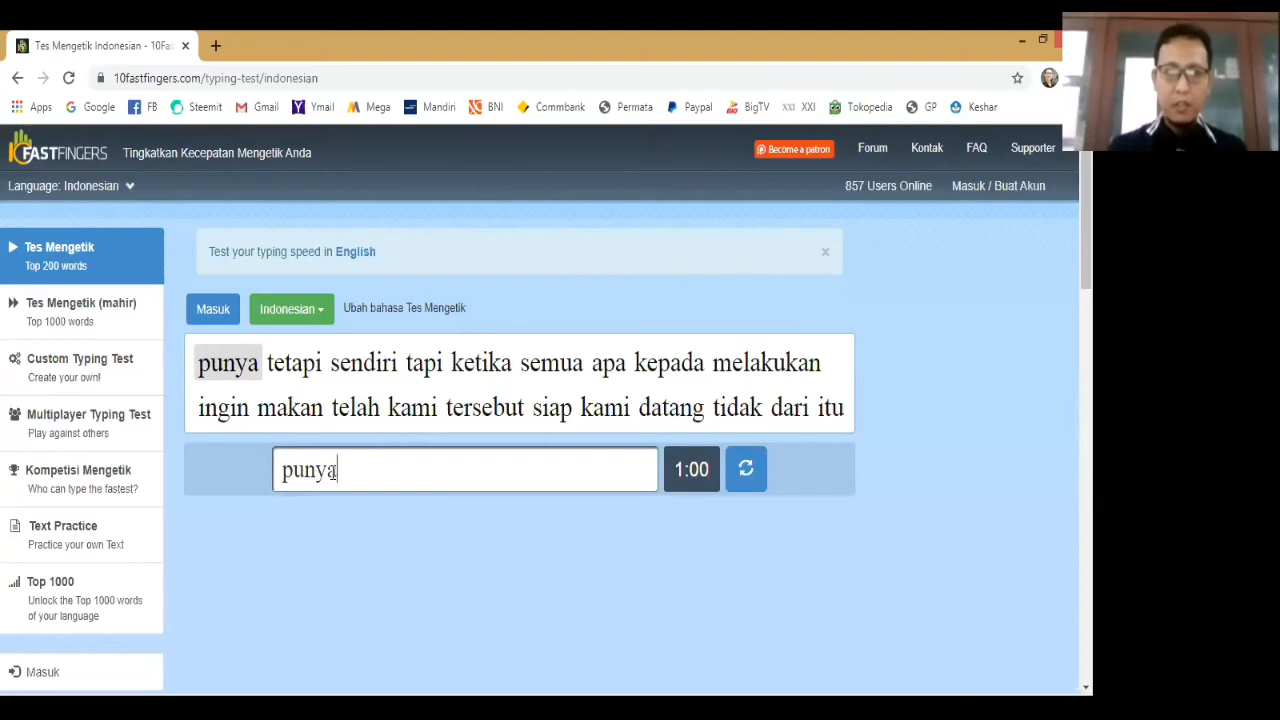 Tes Mengetik Indonesian - 10Fas
10fastfingers.com/typing-test/indonesian
Apps Google FB Steemit Gmail Ymail Mega Mandiri BNI Commbank Permata Paypal BigTV XXI Tokopedia GP Keshar
10FASTFINGERS Tingkatkan Kecepatan Mengetik Anda Become a patron Forum Kontak FAQ Supporter
Language: Indonesian 857 Users Online Masuk / Buat Akun
Tes Mengetik
Top 200 words
Tes Mengetik (mahir)
Top 1000 words
Custom Typing Test
Create your own!
Multiplayer Typing Test
Play against others
Kompetisi Mengetik
Who can type the fastest?
Text Practice
Practice your own Text
Top 1000
Unlock the Top 1000 words
of your language
Masuk
Test your typing speed in English ×
Masuk Indonesian Ubah bahasa Tes Mengetik
punya tetapi sendiri tapi ketika semua apa kepada melakukan
ingin makan telah kami tersebut siap kami datang tidak dari itu
punya 1:00